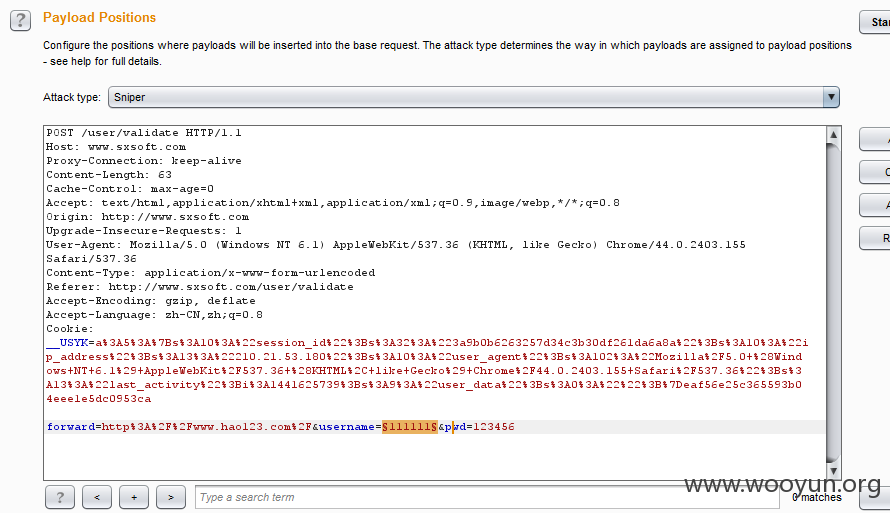 ?
Payload Positions
Star
Configure the positions where payloads will be inserted into the base request. The attack type determines the way in which payloads are assigned to payload positions
- see help for full details.
Attack type: Sniper
POST /user/validate HTTP/1.1
Host: www.sxsoft.com
Proxy-Connection: keep-alive
Content-Length: 63
Cache-Control: max-age=0
Accept: text/html,application/xhtml+xml,application/xml;q=0.9,image/webp,*/*;q=0.8
Origin: http://www.sxsoft.com
Upgrade-Insecure-Requests: 1
User-Agent: Mozilla/5.0 (Windows NT 6.1) AppleWebKit/537.36 (KHTML, like Gecko) Chrome/44.0.2403.155
Safari/537.36
Content-Type: application/x-www-form-urlencoded
Referer: http://www.sxsoft.com/user/validate
Accept-Encoding: gzip, deflate
Accept-Language: zh-CN,zh;q=0.8
Cookie:
__USYK=a%3A5%3A%7Bs%3A10%3A%22session_id%22%3Bs%3A32%3A%223a9b0b6263257d34c3b30df261da6a8a%22%3Bs%3A10%3A%22i
p_address%22%3Bs%3A13%3A%22210.21.53.180%22%3Bs%3A10%3A%22user_agent%22%3Bs%3A102%3A%22Mozilla%2F5.0+%28Wind
ows+NT+6.1%29+AppleWebKit%2F537.36+%28KHTML%2C+like+Gecko%29+Chrome%2F44.0.2403.155+Safari%2F537.36%22%3Bs%3
A13%3A%22last_activity%22%3Bi%3A1441625739%3Bs%3A9%3A%22user_data%22%3Bs%3A0%3A%22%22%3B%7Deaf56e25c365593b0
4eee1e5dc0953ca
forward=http%3A%2F%2Fwww.hao123.com%2F&username=§111111§&pwd=123456
? < + > Type a search term 0 matches
www.wooyun.org